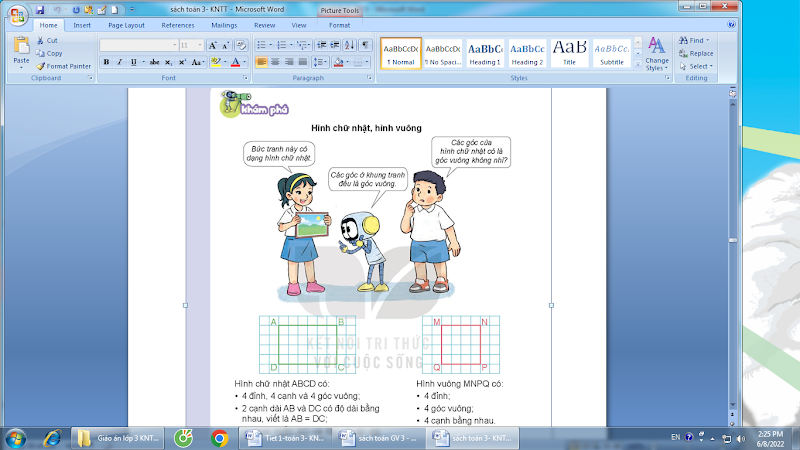 sách toán 3- KNTT - Microsoft Word
Picture Tools
Home
Insert
Page Layout
References
Mailings
Review
View
Format
Paste
Cut
Copy
Format Painter
Clipboard
Font
Paragraph
AaBbCcDc
¶ Normal
AaBbCcDc
¶ No Spaci...
AaBbC
Heading 1
AaBbCc
Heading 2
AaB
Title
AaBbCc.
Subtitle
Change
Styles
Styles
Find
Replace
Select
Editing
khám phá
Hình chữ nhật, hình vuông
Bức tranh này có
dạng hình chữ nhật.
Các góc ở khung tranh
đều là góc vuông.
Các góc của
hình chữ nhật có là
góc vuông không nhỉ?
A B
D C
M N
Q P
KẾT NỐI TRI THỨC
VỚI CUỘC SỐNG
Hình chữ nhật ABCD có:
• 4 đỉnh, 4 cạnh và 4 góc vuông;
• 2 cạnh dài AB và DC có độ dài bằng
nhau, viết là AB = DC;
Hình vuông MNPQ có:
• 4 đỉnh;
• 4 góc vuông;
• 4 cạnh bằng nhau.
Giáo án lớp 3 KNT...
Tiet 1-toán 3- KN...
sách toán GV 3 - ...
sách toán 3- KNT...
EN
2:25 PM
6/8/2022